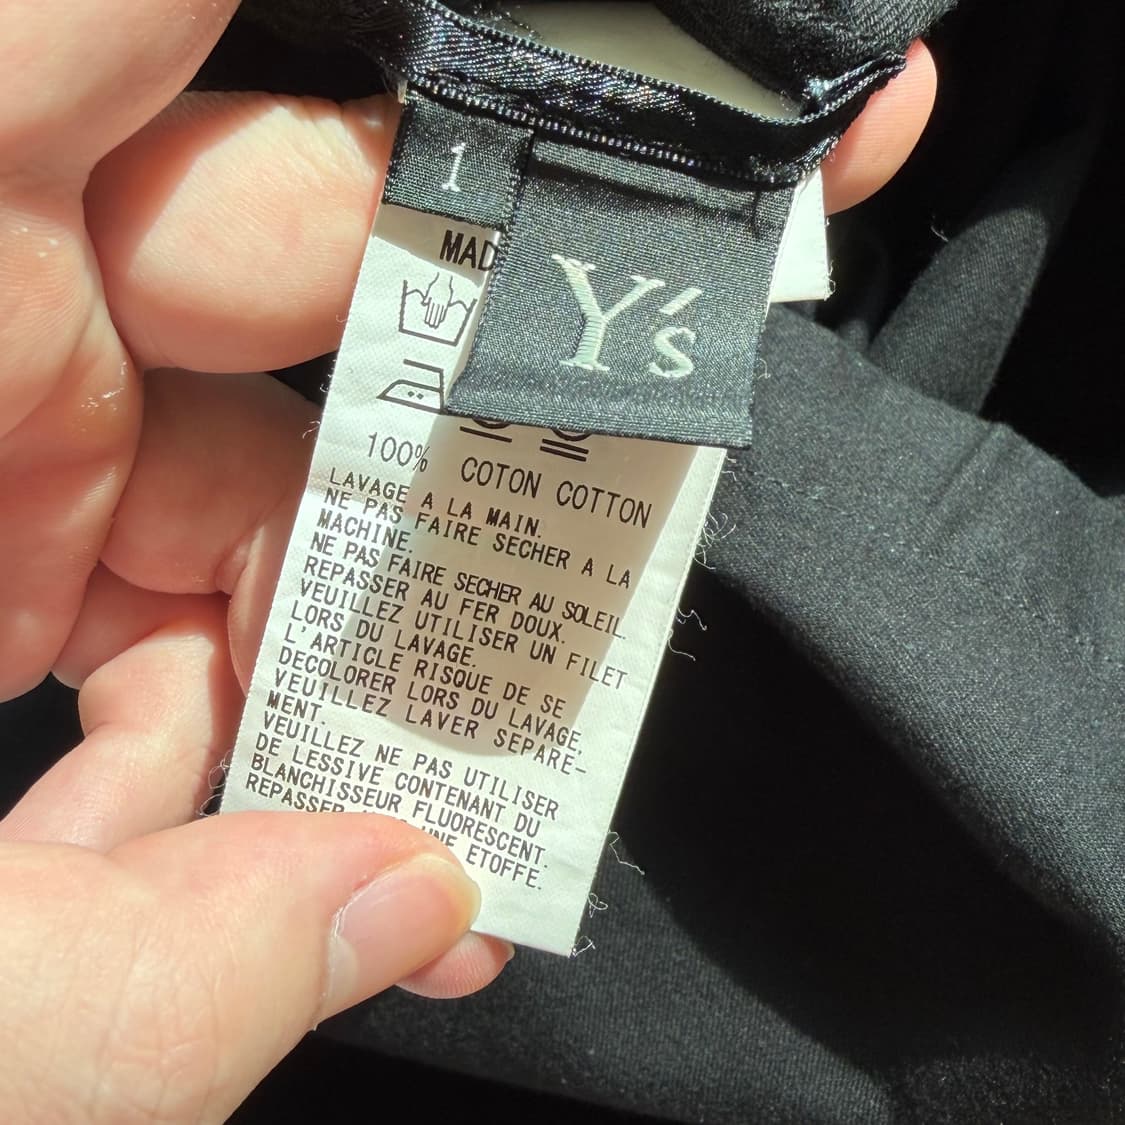 1
Y's
MAD
100% COTON COTTON
LAVAGE A LA MAIN.
NE PAS FAIRE SECHER A LA
MACHINE.
NE PAS FAIRE SECHER AU SOLEIL.
REPASSER AU FER DOUX.
VEUILLEZ UTILISER UN FILET
LORS DU LAVAGE.
L'ARTICLE RISQUE DE SE
DECOLORER LORS DU LAVAGE,
VEUILLEZ LAVER SEPARE-
MENT.
VEUILLEZ NE PAS UTILISER
DE LESSIVE CONTENANT DU
BLANCHISSEUR FLUORESCENT.
REPASSER UNE ETOFFE.